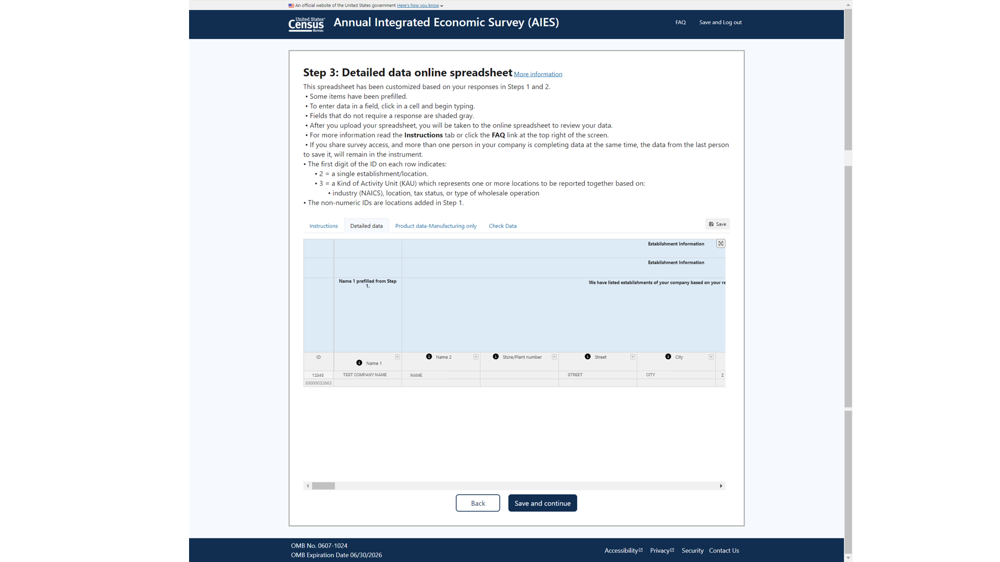 An official website of the United States government Here's how you know
United States®
Census
Bureau
Annual Integrated Economic Survey (AIES)
FAQ
Save and Log out
Step 3: Detailed data online spreadsheet More information
This spreadsheet has been customized based on your responses in Steps 1 and 2.
• Some items have been prefilled.
• To enter data in a field, click in a cell and begin typing.
• Fields that do not require a response are shaded gray.
• After you upload your spreadsheet, you will be taken to the online spreadsheet to review your data.
• For more information read the Instructions tab or click the FAQ link at the top right of the screen.
• If you share survey access, and more than one person in your company is completing data at the same time, the data from the last person
to save it, will remain in the instrument.
• The first digit of the ID on each row indicates:
• 2 = a single establishment/location.
• 3 = a Kind of Activity Unit (KAU) which represents one or more locations to be reported together based on:
• industry (NAICS), location, tax status, or type of wholesale operation
• The non-numeric IDs are locations added in Step 1.
Instructions
Detailed data
Product data-Manufacturing only
Check Data
Save
Establishment Information
Establishment Information
Name 1 prefilled from Step
1.
We have listed establishments of your company based on your re
ID
Name 1
Name 2
Store/Plant number
Street
City
12345
TEST COMPANY NAME
NAME
STREET
CITY
Z
30000032663
Back
Save and continue
OMB No. 0607-1024
OMB Expiration Date 06/30/2026
Accessibility
Privacy
Security
Contact Us